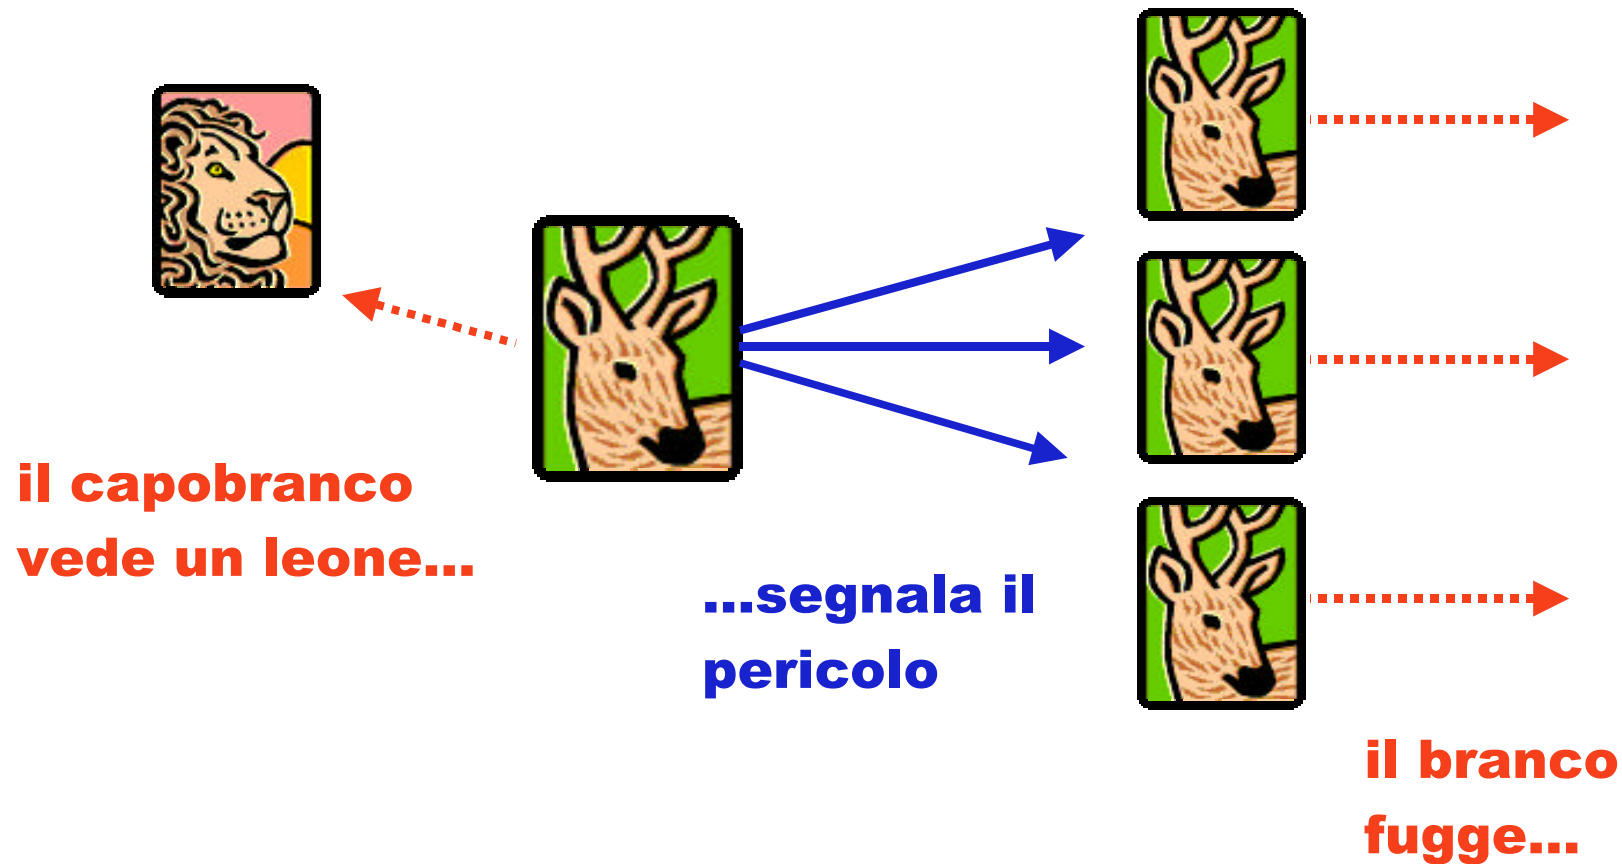 il capobranco
vede un leone...
...segnala il
pericolo
il branco
fugge...